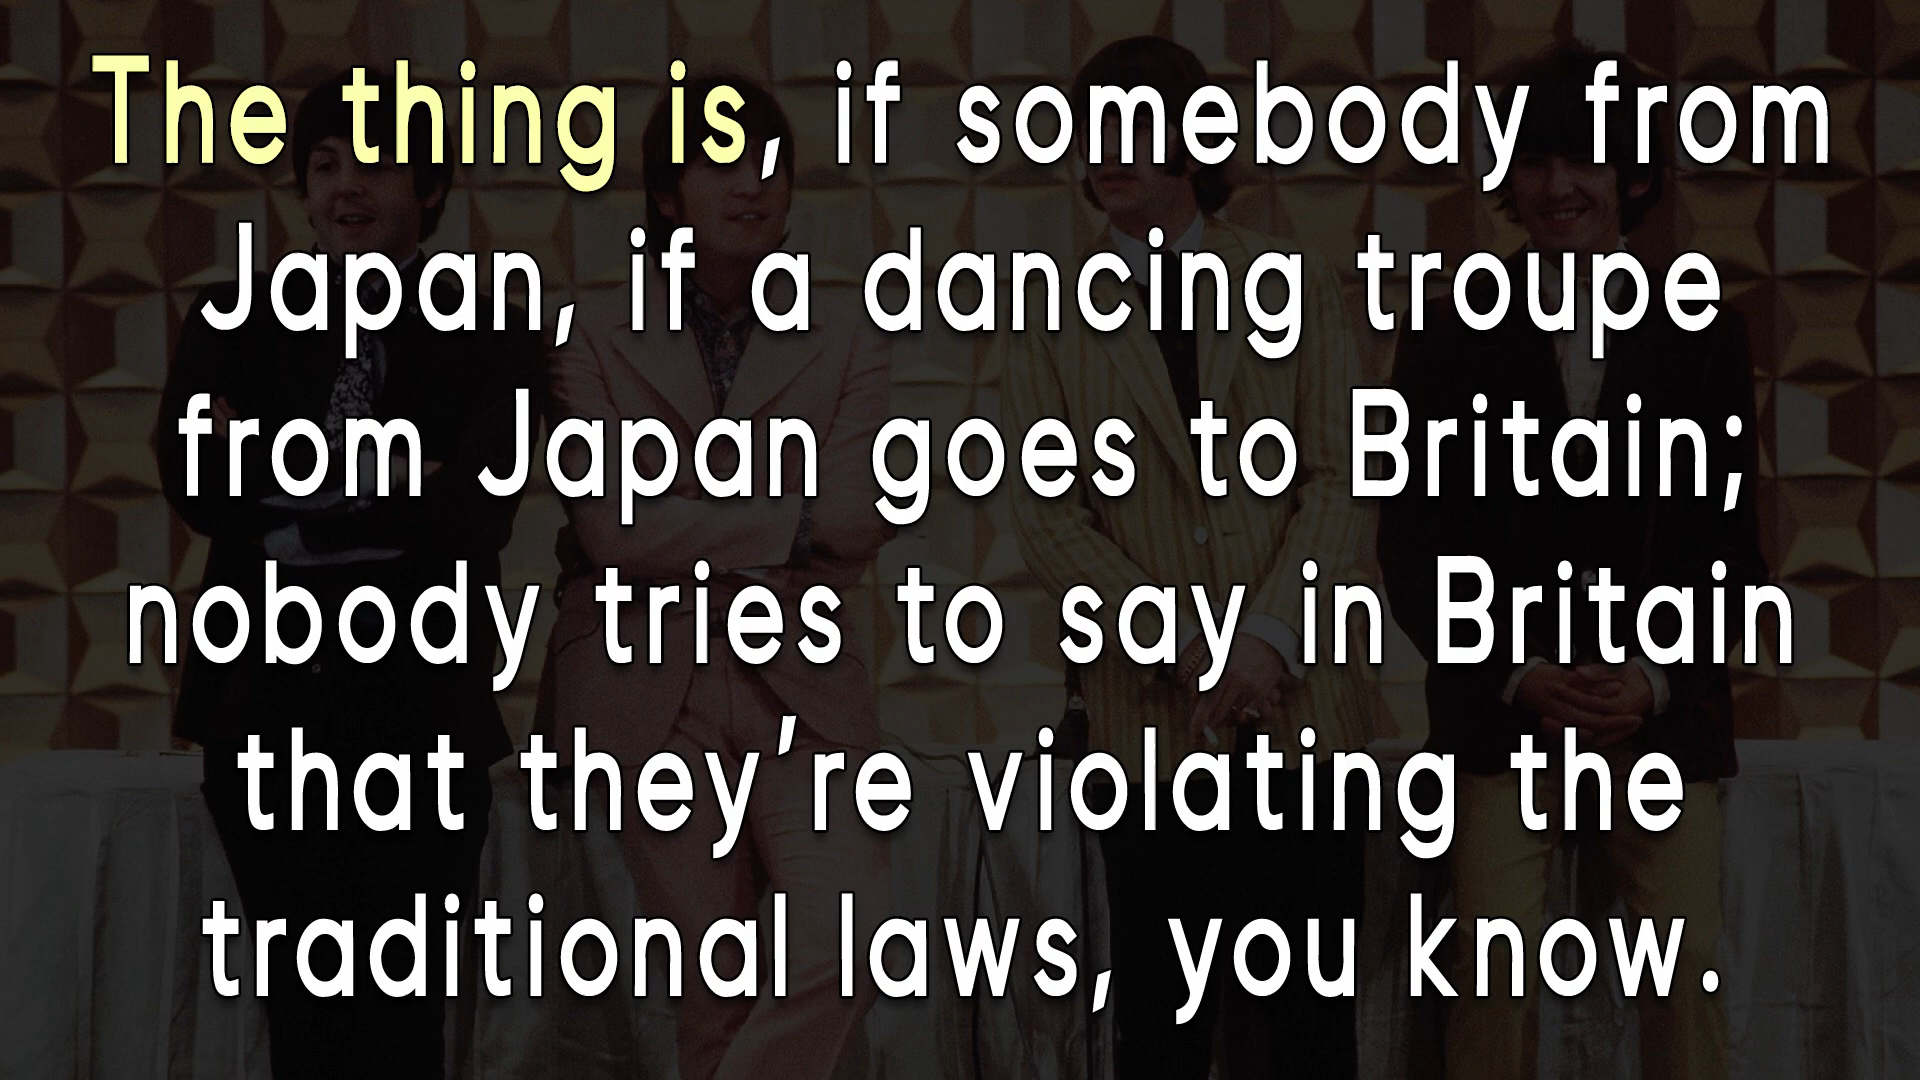 The thing is, if somebody from
Japan, if a dancing troupe
from Japan goes to Britain;
nobody tries to say in Britain
that they’re violating the
traditional laws, you know.